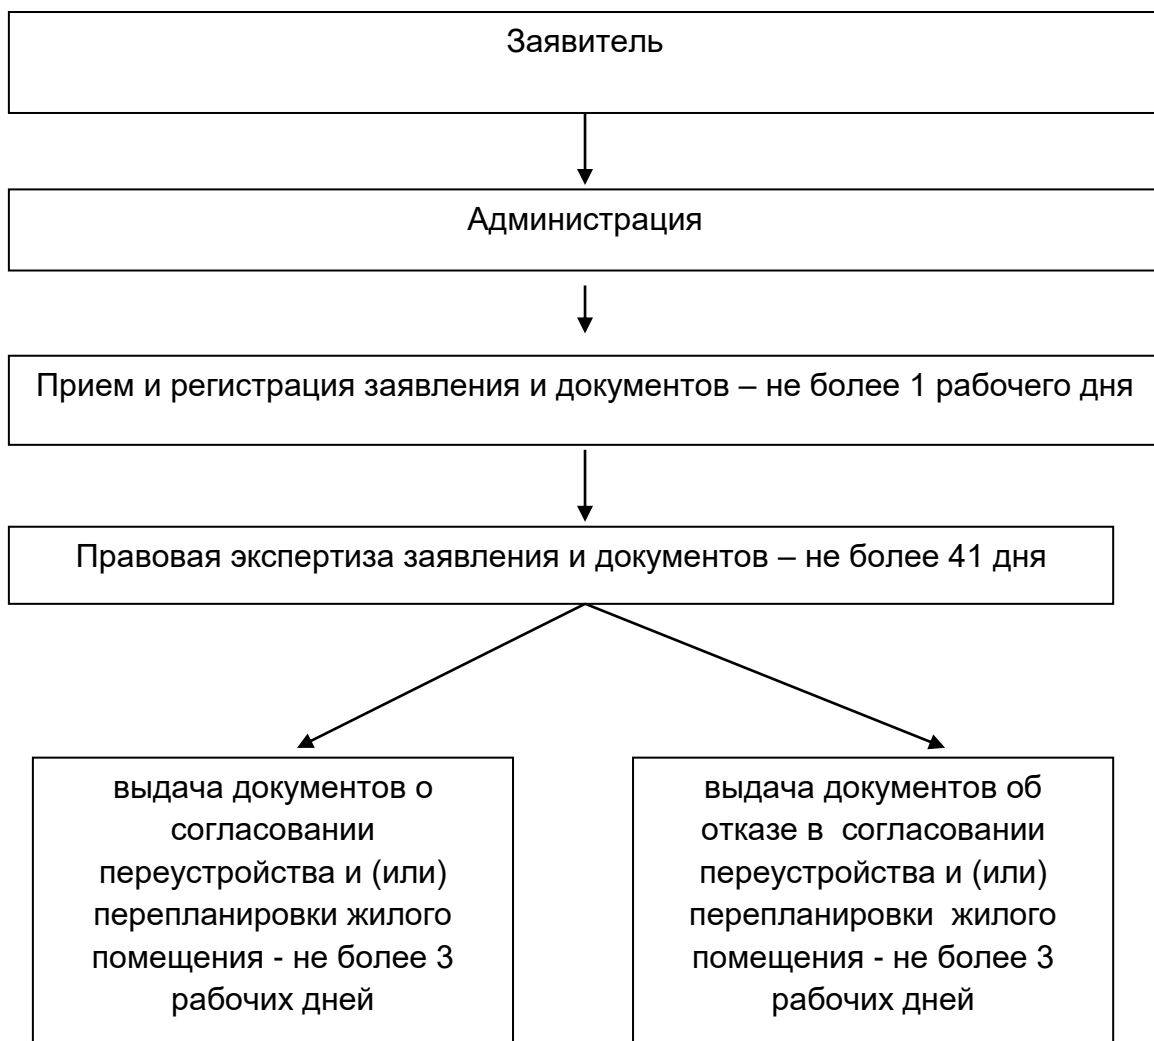 Заявитель
Администрация
Прием и регистрация заявления и документов – не более 1 рабочего дня
Правовая экспертиза заявления и документов – не более 41 дня
выдача документов о
согласовании
переустройства и (или)
перепланировки жилого
помещения - не более 3
рабочих дней
выдача документов об
отказе в  согласовании
переустройства и (или)
перепланировки  жилого
помещения - не более 3
рабочих дней